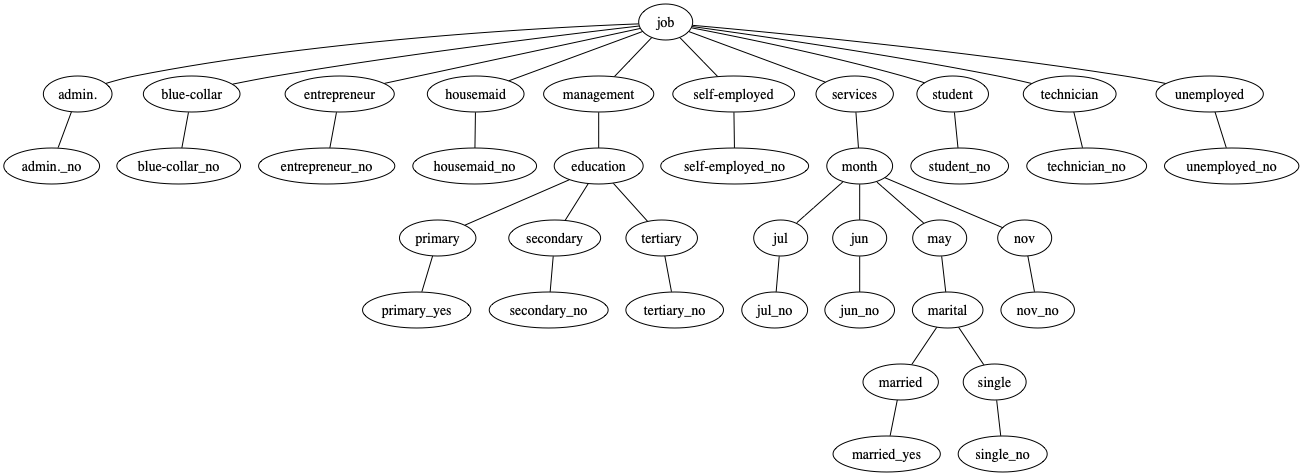 job
admin. blue-collar entrepreneur housemaid management self-employed services student technician unemployed
admin._no blue-collar_no entrepreneur_no housemaid_no education self-employed_no month student_no technician_no unemployed_no
primary secondary tertiary jul jun may nov
primary_yes secondary_no tertiary_no jul_no jun_no marital nov_no
married single
married_yes single_no